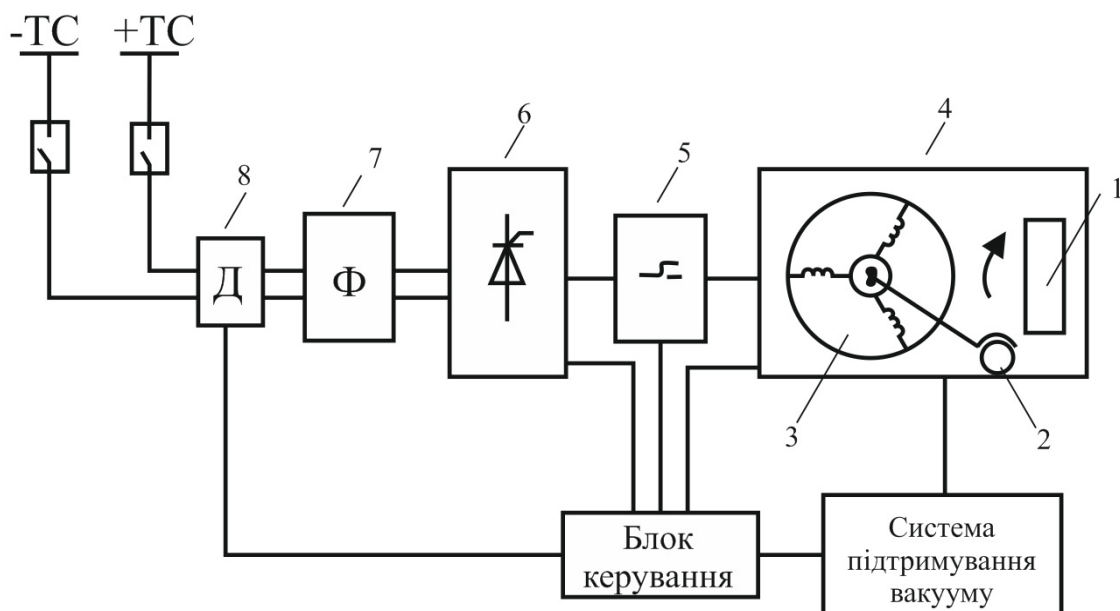 -ТС +ТС
6
4
7
5
1
8
Д
Ф
3
2
Блок
керування
Система
підтримування
вакууму